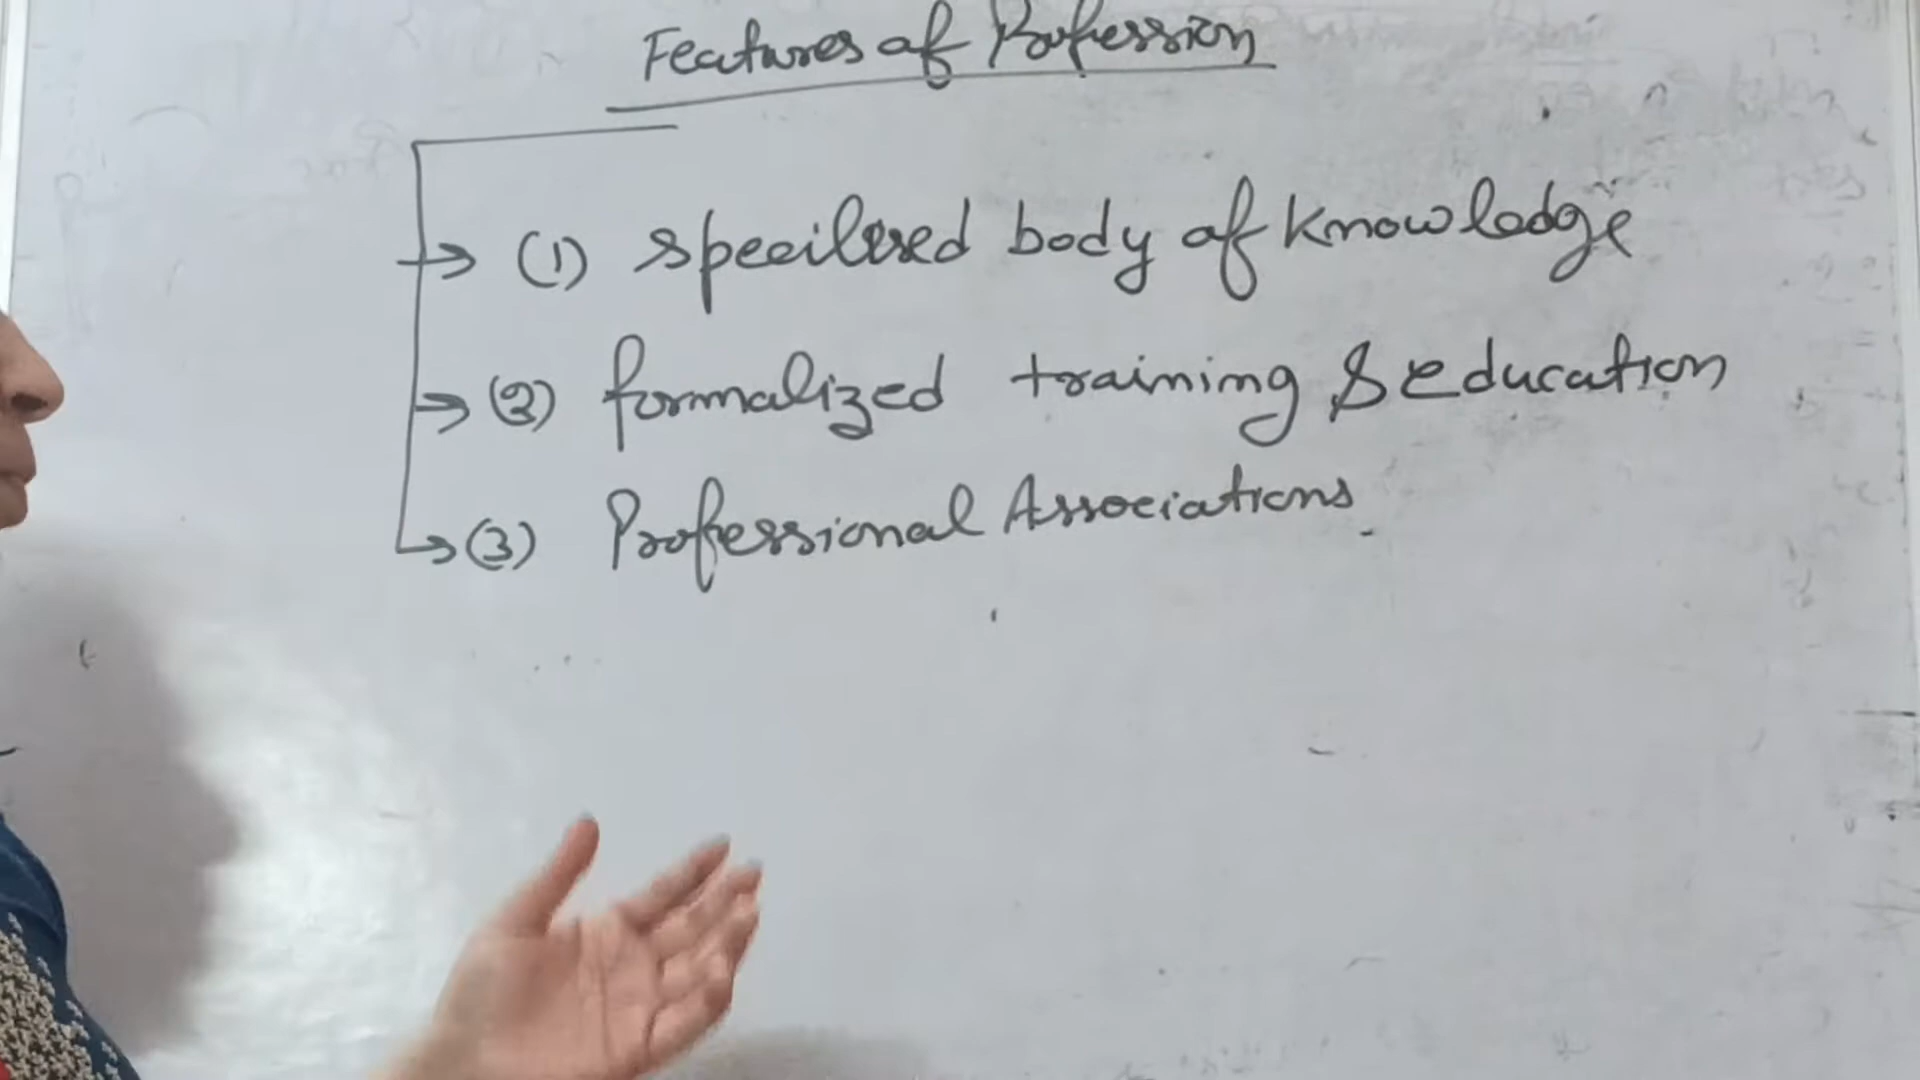 Features of Profession
(1) specilised body of knowledge
(2) formalized training & education
(3) Professional Associations